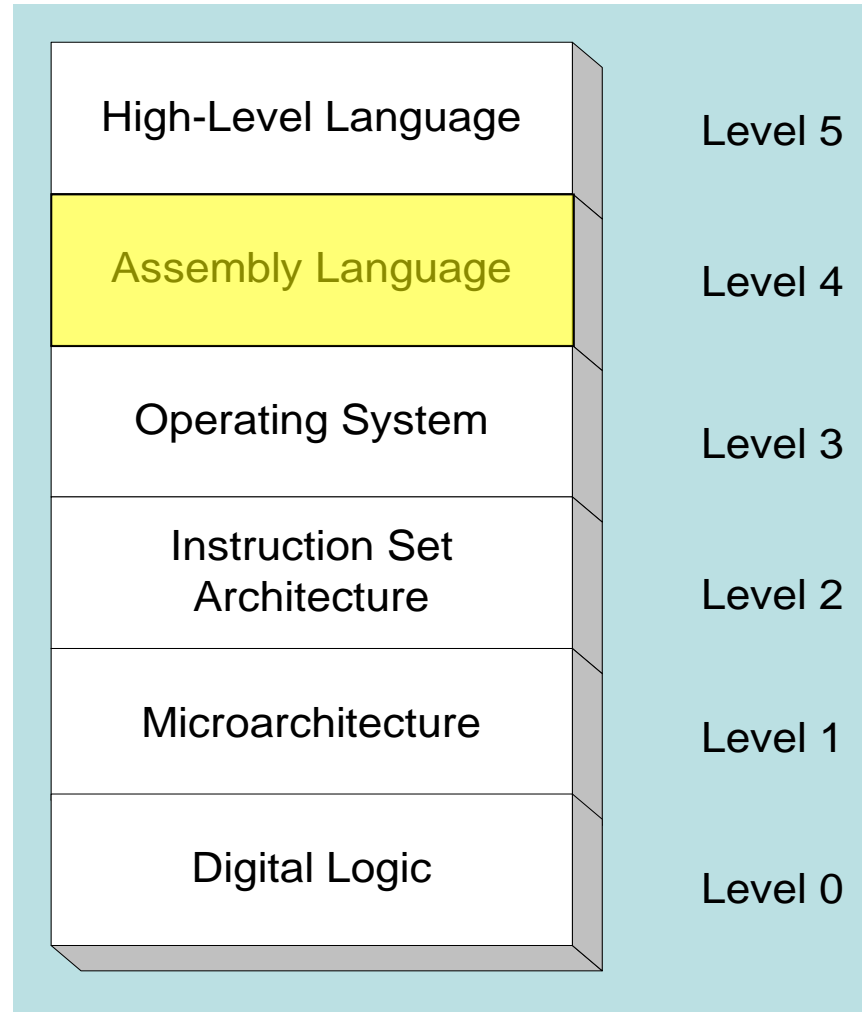 High-Level Language
Level 5
Assembly Language
Level 4
Operating System
Level 3
Instruction Set
Architecture
Level 2
Microarchitecture
Level 1
Digital Logic
Level 0